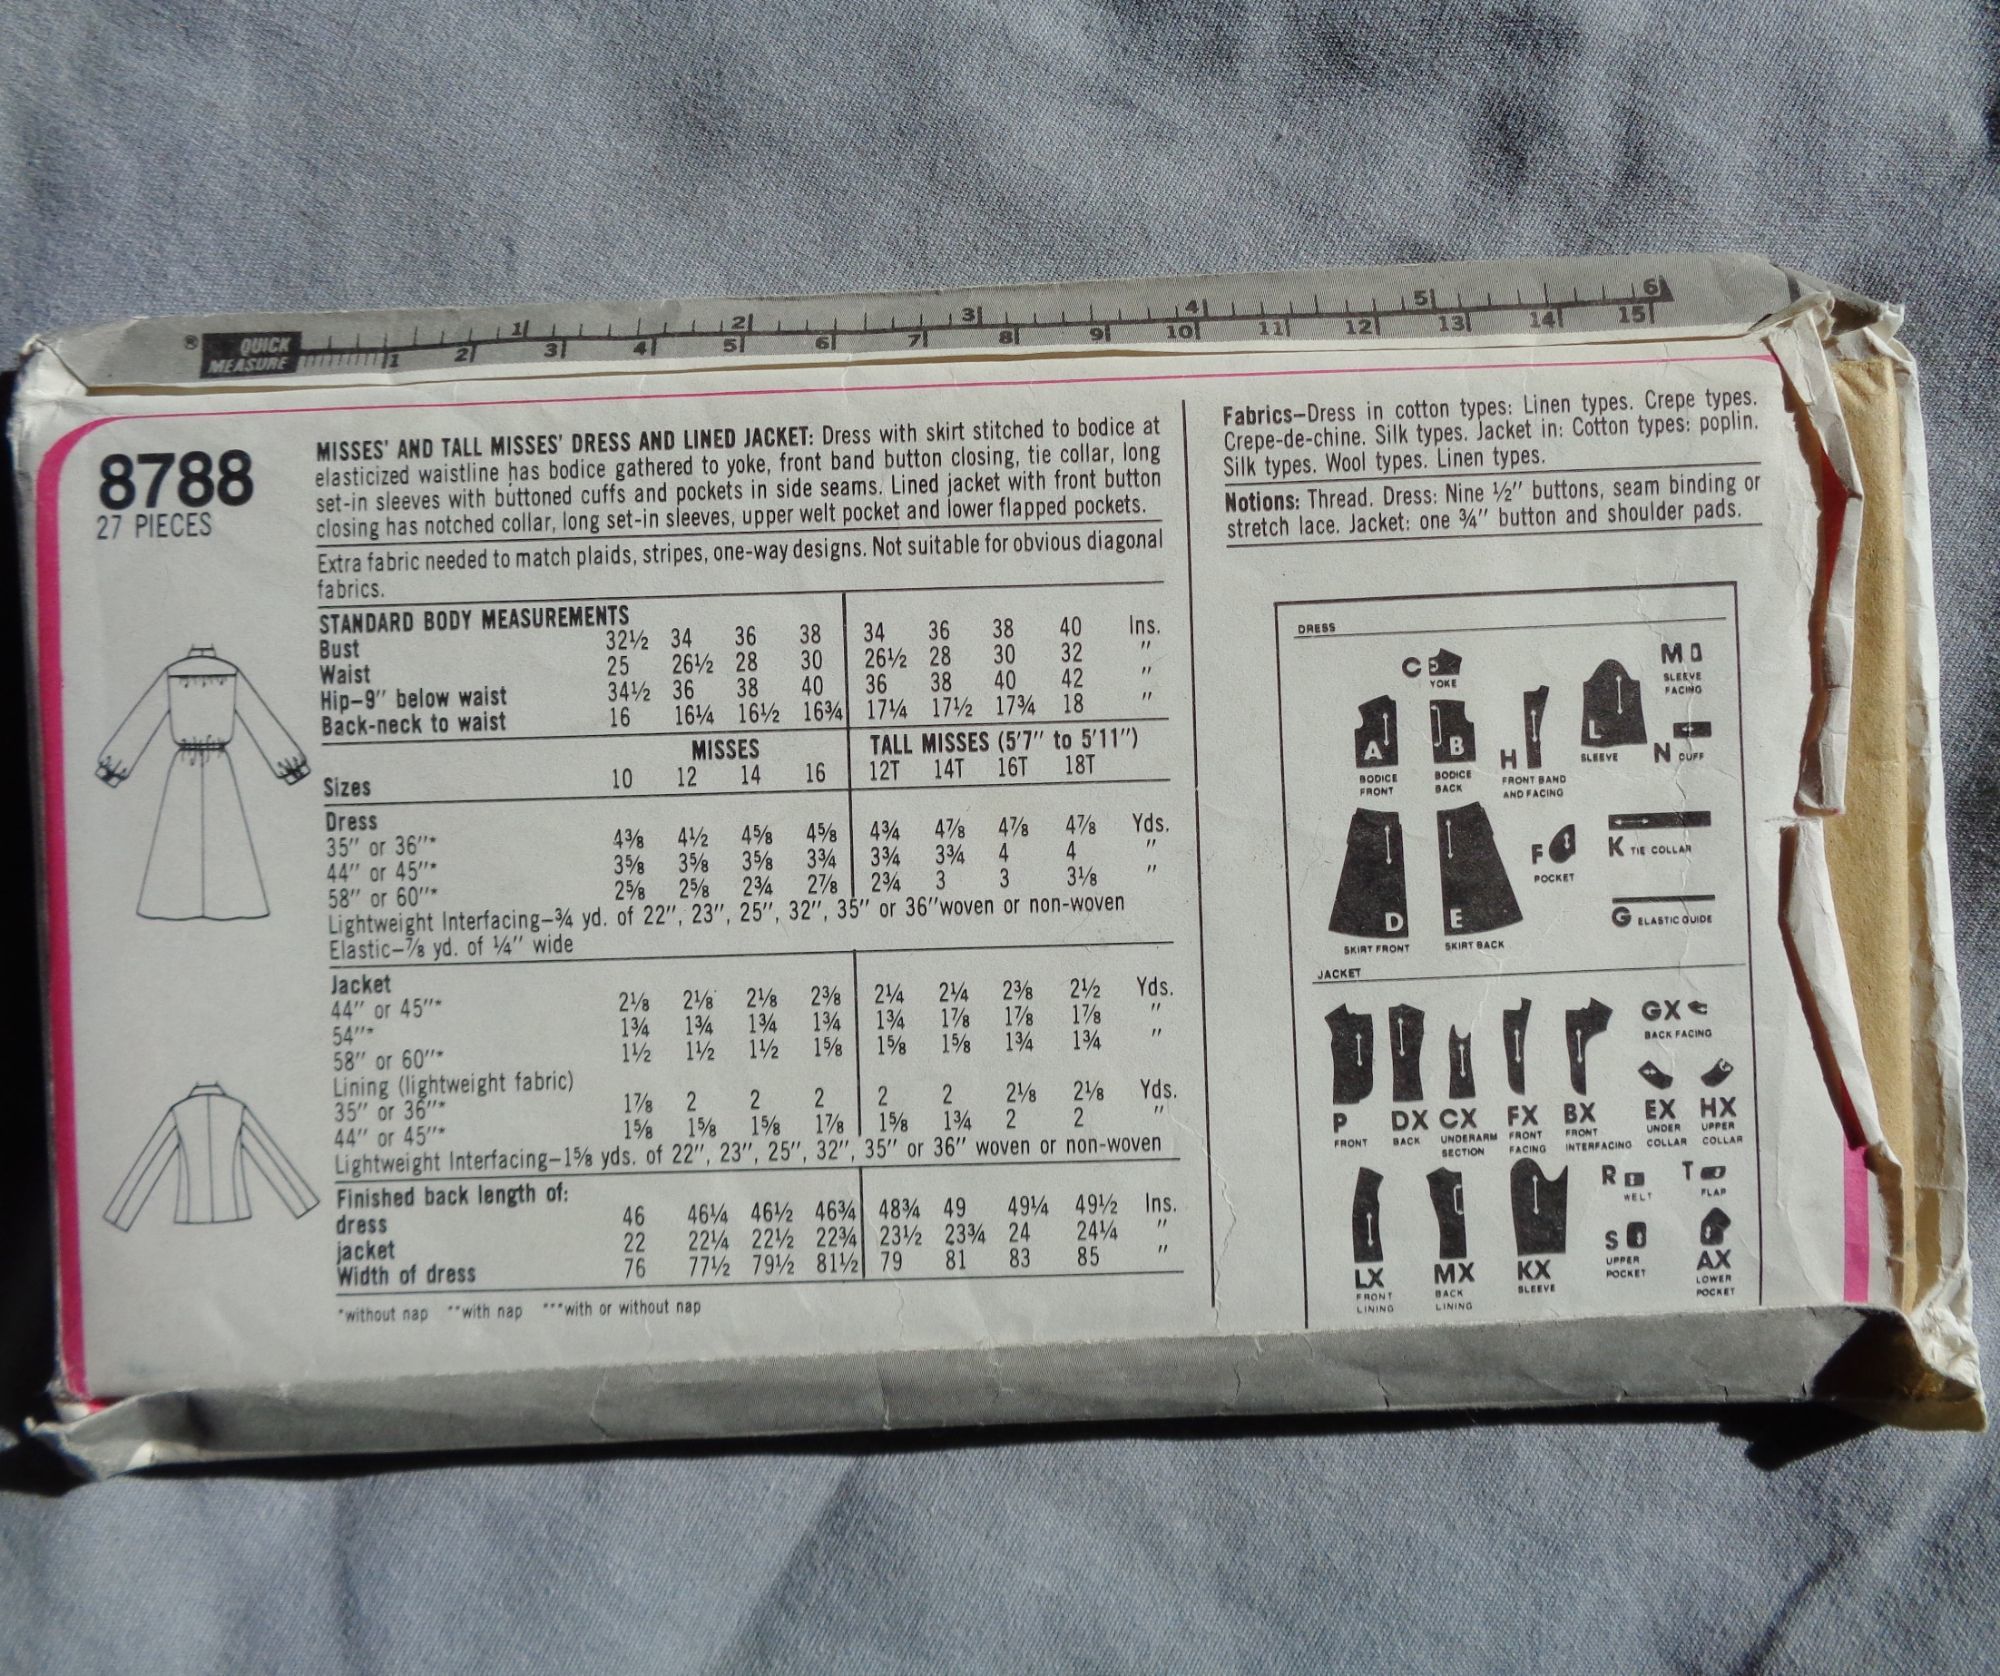 ® QUICK MEASURE
1 2 3 4 5 6
1 2 3 4 5 6 7 8 9 10 11 12 13 14 15
8788
27 PIECES
MISSES' AND TALL MISSES' DRESS AND LINED JACKET: Dress with skirt stitched to bodice at
elasticized waistline has bodice gathered to yoke, front band button closing, tie collar, long
set-in sleeves with buttoned cuffs and pockets in side seams. Lined jacket with front button
closing has notched collar, long set-in sleeves, upper welt pocket and lower flapped pockets.
Extra fabric needed to match plaids, stripes, one-way designs. Not suitable for obvious diagonal
fabrics.
STANDARD BODY MEASUREMENTS
Bust 32½ 34 36 38 34 36 38 40 Ins.
Waist 25 26½ 28 30 26½ 28 30 32 "
Hip–9" below waist 34½ 36 38 40 36 38 40 42 "
Back-neck to waist 16 16¼ 16½ 16¾ 17¼ 17½ 17¾ 18 "
MISSES TALL MISSES (5'7" to 5'11")
Sizes 10 12 14 16 12T 14T 16T 18T
Dress
35" or 36"* 4⅜ 4½ 4⅝ 4⅝ 4¾ 4⅞ 4⅞ 4⅞ Yds.
44" or 45"* 3⅝ 3⅝ 3⅝ 3¾ 3¾ 3¾ 4 4 "
58" or 60"* 2⅝ 2⅝ 2¾ 2⅞ 2¾ 3 3 3⅛ "
Lightweight Interfacing–¾ yd. of 22", 23", 25", 32", 35" or 36" woven or non-woven
Elastic–⅞ yd. of ¼" wide
Jacket
44" or 45"* 2⅛ 2⅛ 2⅛ 2⅜ 2¼ 2¼ 2⅜ 2½ Yds.
54"* 1¾ 1¾ 1¾ 1¾ 1¾ 1⅞ 1⅞ 1⅞ "
58" or 60"* 1½ 1½ 1½ 1⅝ 1⅝ 1⅝ 1¾ 1¾ "
Lining (lightweight fabric)
35" or 36"* 1⅞ 2 2 2 2 2 2⅛ 2⅛ Yds.
44" or 45"* 1⅝ 1⅝ 1⅝ 1⅞ 1⅝ 1¾ 2 2 "
Lightweight Interfacing–1⅝ yds. of 22", 23", 25", 32", 35" or 36" woven or non-woven
Finished back length of:
dress 46 46¼ 46½ 46¾ 48¾ 49 49¼ 49½ Ins.
jacket 22 22¼ 22½ 22¾ 23½ 23¾ 24 24¼ "
Width of dress 76 77½ 79½ 81½ 79 81 83 85 "
*without nap **with nap ***with or without nap
Fabrics–Dress in cotton types: Linen types. Crepe types.
Crepe-de-chine. Silk types. Jacket in: Cotton types: poplin.
Silk types. Wool types. Linen types.
Notions: Thread. Dress: Nine ½" buttons, seam binding or
stretch lace. Jacket: one ¾" button and shoulder pads.
DRESS
C YOKE
M SLEEVE FACING
A BODICE FRONT
B BODICE BACK
H FRONT BAND AND FACING
L SLEEVE
N CUFF
D SKIRT FRONT
E SKIRT BACK
F POCKET
K TIE COLLAR
G ELASTIC GUIDE
JACKET
P FRONT
DX BACK
CX UNDERARM SECTION
FX FRONT FACING
BX FRONT INTERFACING
GX BACK FACING
EX UNDER COLLAR
HX UPPER COLLAR
LX FRONT LINING
MX BACK LINING
KX SLEEVE
R WELT
T FLAP
S UPPER POCKET
AX LOWER POCKET